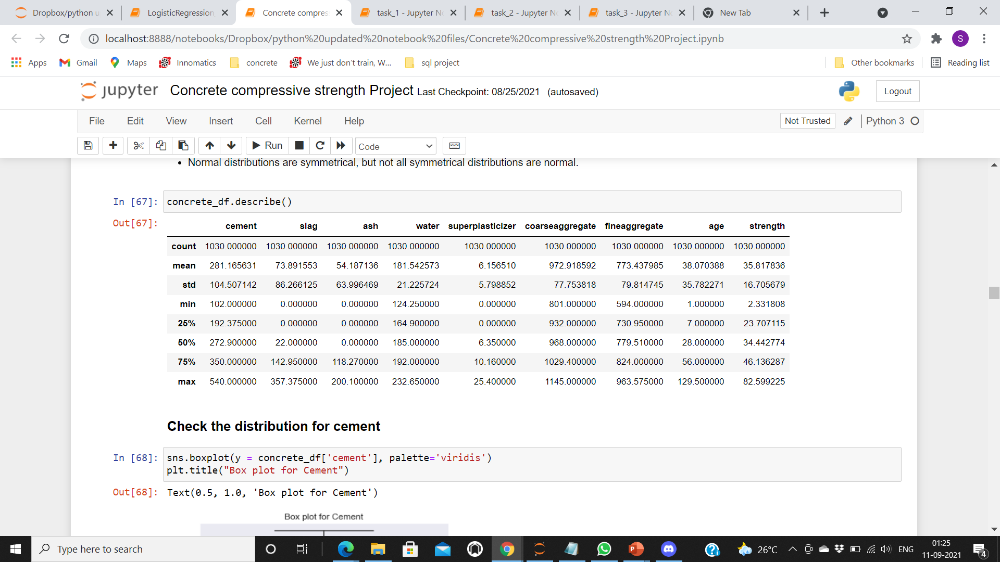 Dropbox/python u
LogisticRegression
Concrete compres
task_1 - Jupyter No
task_2 - Jupyter No
task_3 - Jupyter No
New Tab
localhost:8888/notebooks/Dropbox/python%20updated%20notebook%20files/Concrete%20compressive%20strength%20Project.ipynb
S
Apps Gmail Maps Innomatics concrete We just don't train, W... sql project Other bookmarks Reading list
jupyter Concrete compressive strength Project Last Checkpoint: 08/25/2021 (autosaved) Logout
File Edit View Insert Cell Kernel Help Not Trusted Python 3
Run Code
• Normal distributions are symmetrical, but not all symmetrical distributions are normal.
In [67]: concrete_df.describe()
Out[67]:
cement slag ash water superplasticizer coarseaggregate fineaggregate age strength
count 1030.000000 1030.000000 1030.000000 1030.000000 1030.000000 1030.000000 1030.000000 1030.000000 1030.000000
mean 281.165631 73.891553 54.187136 181.542573 6.156510 972.918592 773.437985 38.070388 35.817836
std 104.507142 86.266125 63.996469 21.225724 5.798852 77.753818 79.814745 35.782271 16.705679
min 102.000000 0.000000 0.000000 124.250000 0.000000 801.000000 594.000000 1.000000 2.331808
25% 192.375000 0.000000 0.000000 164.900000 0.000000 932.000000 730.950000 7.000000 23.707115
50% 272.900000 22.000000 0.000000 185.000000 6.350000 968.000000 779.510000 28.000000 34.442774
75% 350.000000 142.950000 118.270000 192.000000 10.160000 1029.400000 824.000000 56.000000 46.136287
max 540.000000 357.375000 200.100000 232.650000 25.400000 1145.000000 963.575000 129.500000 82.599225
Check the distribution for cement
In [68]: sns.boxplot(y = concrete_df['cement'], palette='viridis')
plt.title("Box plot for Cement")
Out[68]: Text(0.5, 1.0, 'Box plot for Cement')
Box plot for Cement
Type here to search
26°C ENG
01:25
11-09-2021
4